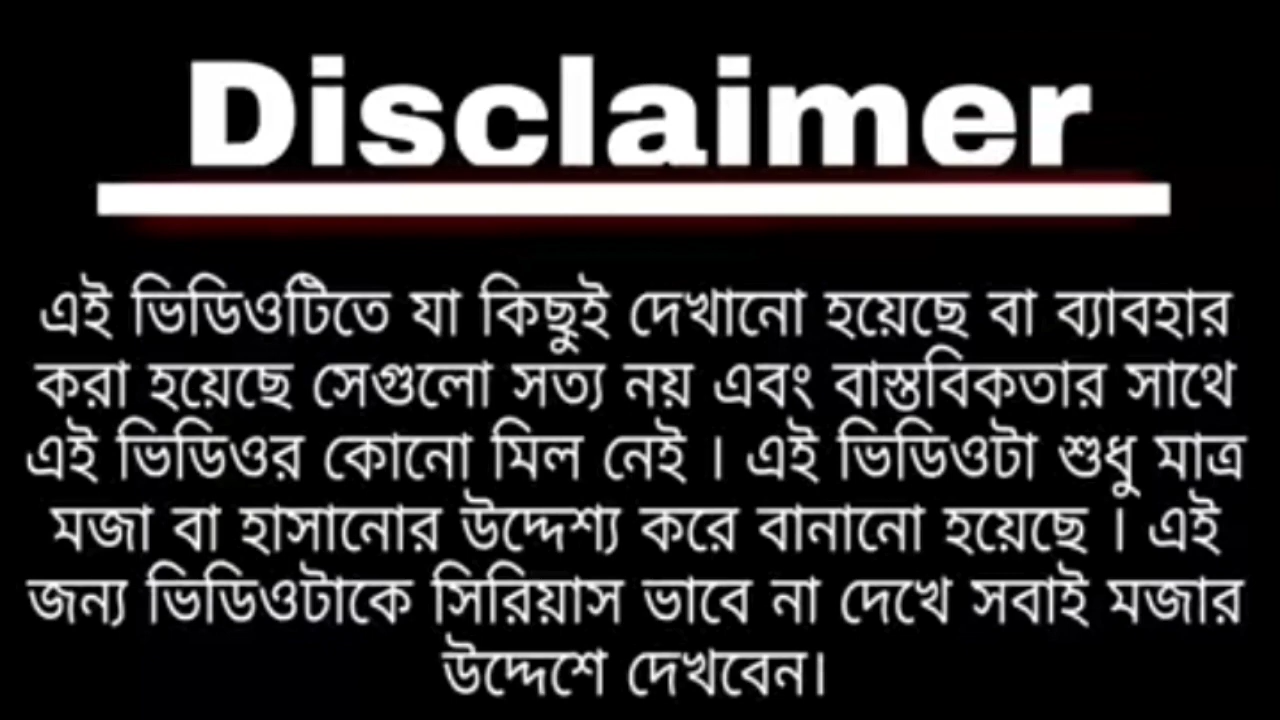 Disclaimer
এই ভিডিওটিতে যা কিছুই দেখানো হয়েছে বা ব্যাবহার
করা হয়েছে সেগুলো সত্য নয় এবং বাস্তবিকতার সাথে
এই ভিডিওর কোনো মিল নেই । এই ভিডিওটা শুধু মাত্র
মজা বা হাসানোর উদ্দেশ্য করে বানানো হয়েছে । এই
জন্য ভিডিওটাকে সিরিয়াস ভাবে না দেখে সবাই মজার
উদ্দেশে দেখবেন।